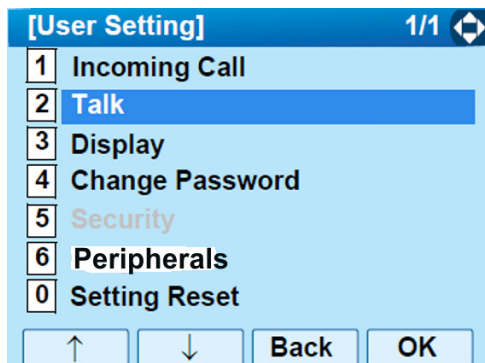 [User Setting] 1/1
1 Incoming Call
2 Talk
3 Display
4 Change Password
5 Security
6 Peripherals
0 Setting Reset
↑ ↓ Back OK